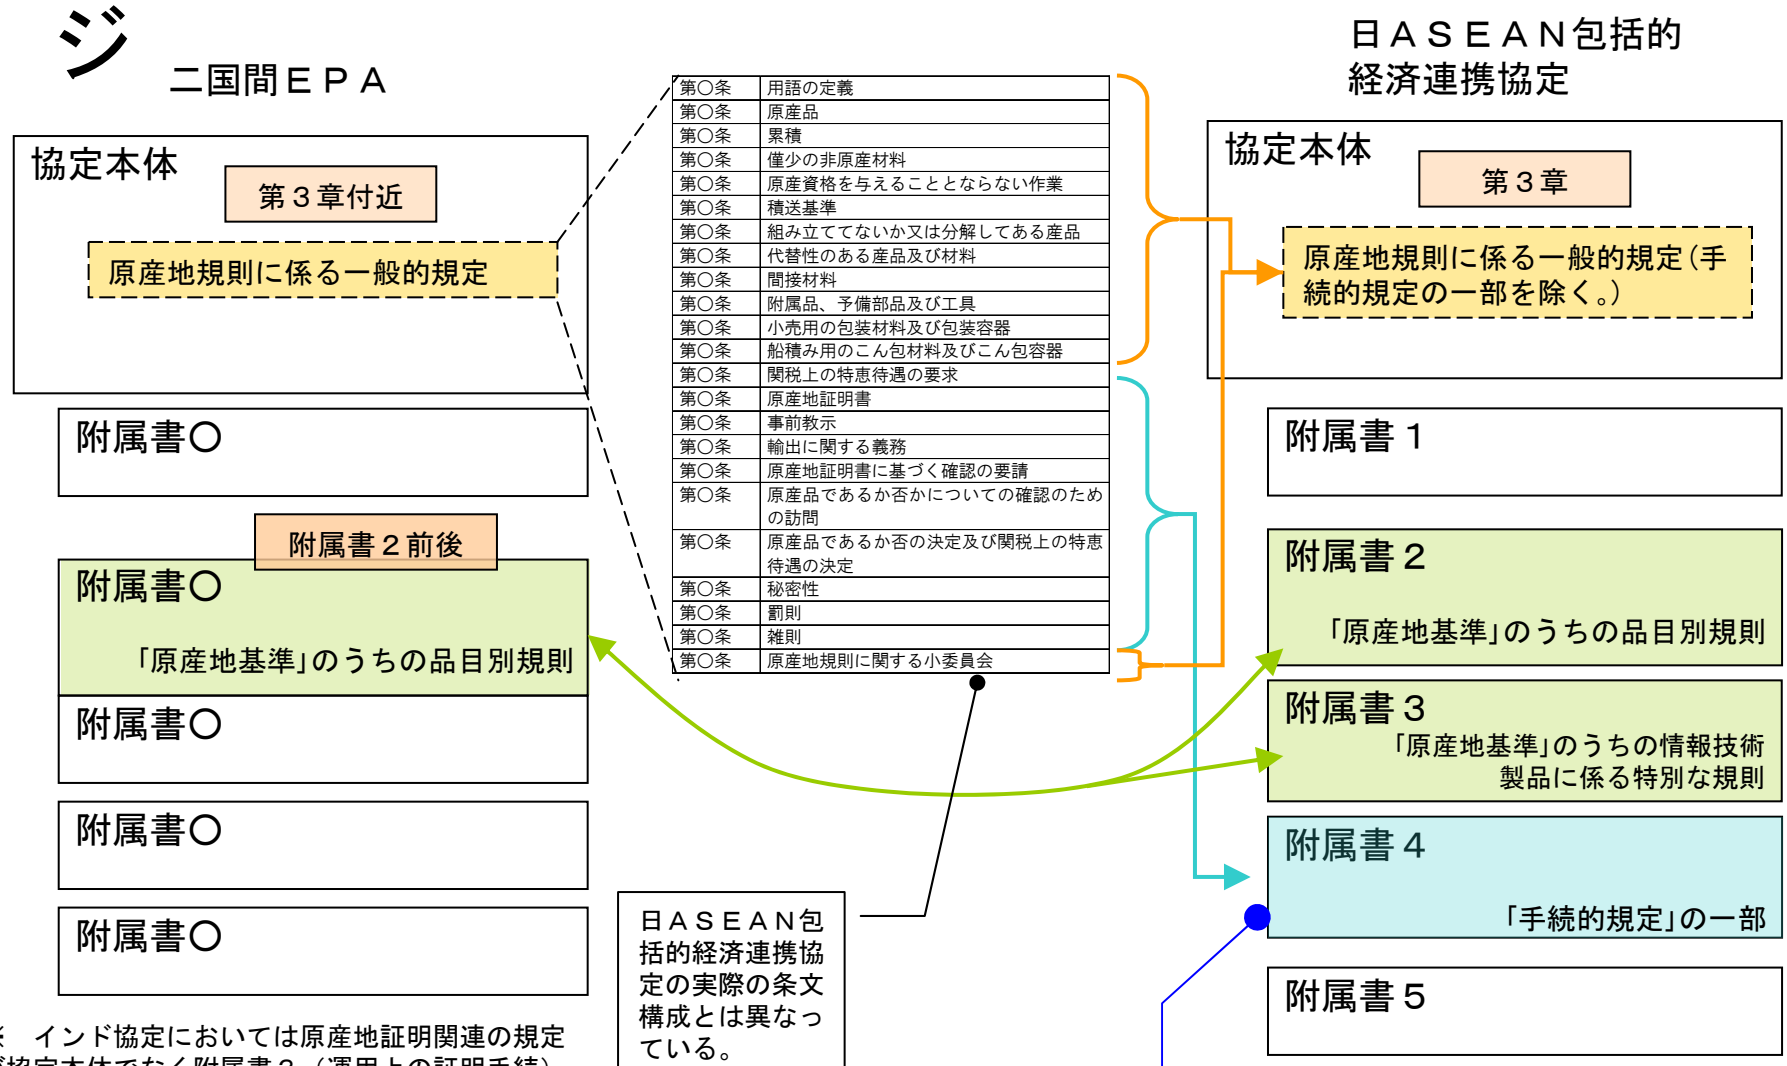 ジ
二国間ＥＰＡ
協定本体
第３章付近
原産地規則に係る一般的規定
附属書〇
附属書２前後
附属書〇
「原産地基準」のうちの品目別規則
附属書〇
附属書〇
附属書〇
インド協定においては原産地証明関連の規定
第〇条 用語の定義
第〇条 原産品
第〇条 累積
第〇条 僅少の非原産材料
第〇条 原産資格を与えることとならない作業
第〇条 積送基準
第〇条 組み立ててないか又は分解してある産品
第〇条 代替性のある産品及び材料
第〇条 間接材料
第〇条 附属品、予備部品及び工具
第〇条 小売用の包装材料及び包装容器
第〇条 船積み用のこん包材料及びこん包容器
第〇条 関税上の特恵待遇の要求
第〇条 原産地証明書
第〇条 事前教示
第〇条 輸出に関する義務
第〇条 原産地証明書に基づく確認の要請
第〇条 原産品であるか否かについての確認のため
の訪問
第〇条 原産品であるか否の決定及び関税上の特恵
待遇の決定
第〇条 秘密性
第〇条 罰則
第〇条 雑則
第〇条 原産地規則に関する小委員会
日ＡＳＥＡＮ包
括的経済連携協
定の実際の条文
構成とは異なっ
ている。
日ＡＳＥＡＮ包括的
経済連携協定
協定本体
第３章
原産地規則に係る一般的規定（手
続的規定の一部を除く。）
附属書１
附属書２
「原産地基準」のうちの品目別規則
附属書３
「原産地基準」のうちの情報技術
製品に係る特別な規則
附属書４
「手続的規定」の一部
附属書５